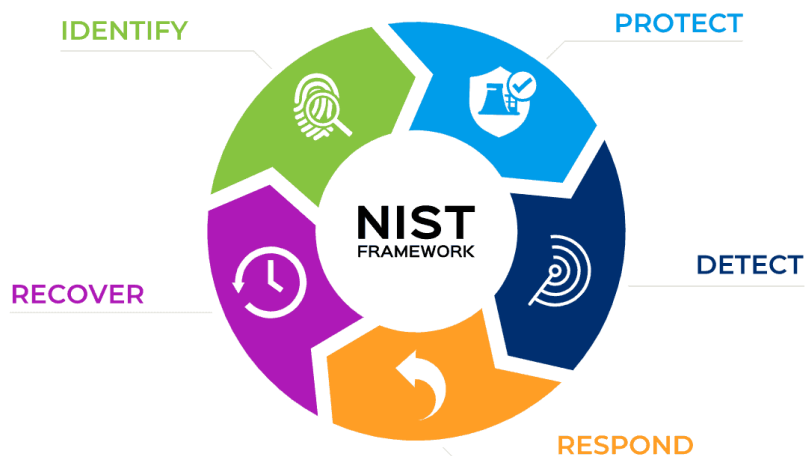 IDENTIFY
PROTECT
NIST
FRAMEWORK
DETECT
RECOVER
RESPOND